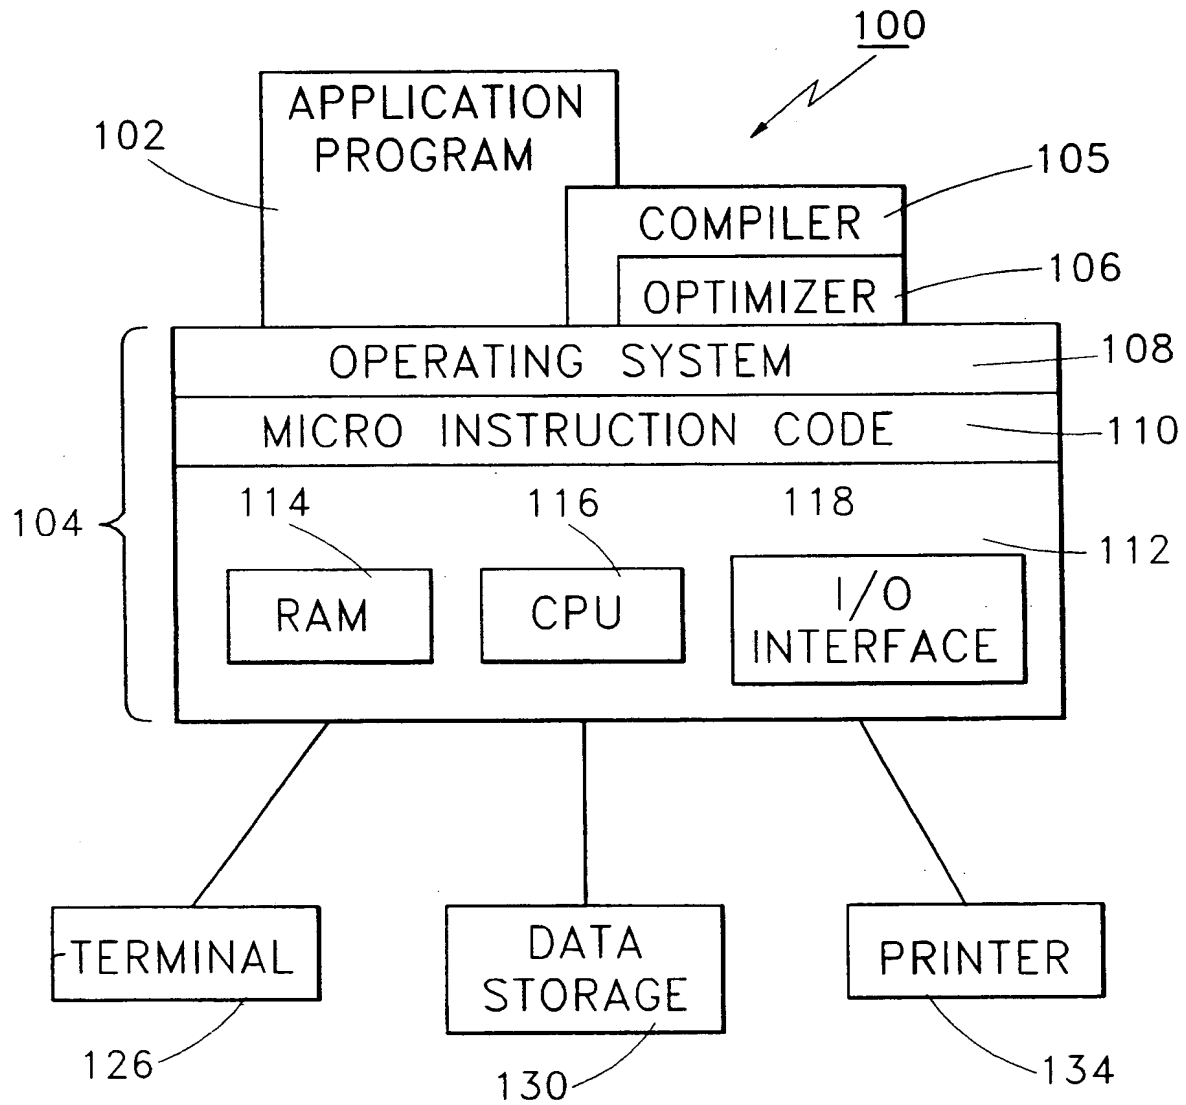 100
APPLICATION
PROGRAM
102
105
COMPILER
106
OPTIMIZER
OPERATING SYSTEM
108
MICRO INSTRUCTION CODE
110
104
114
116
118
112
RAM
CPU
I/O
INTERFACE
TERMINAL
DATA
STORAGE
PRINTER
126
130
134